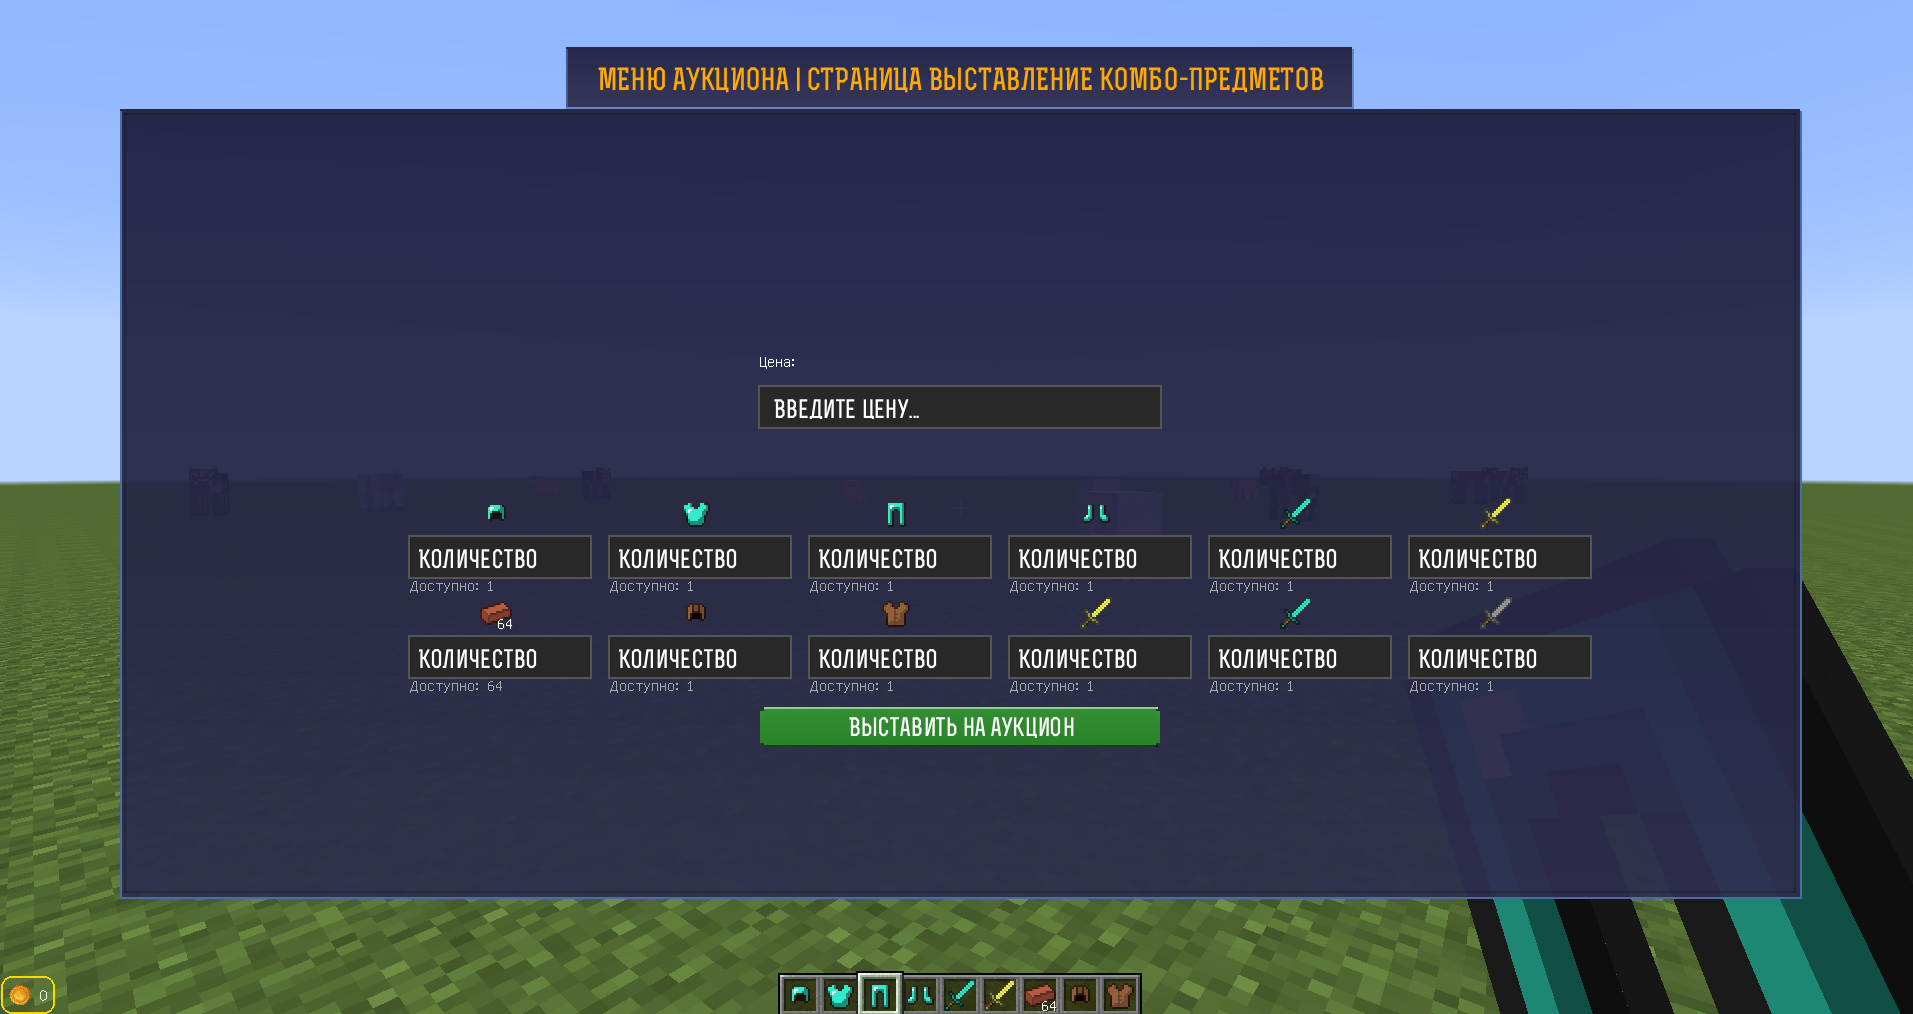 МЕНЮ АУКЦИОНА | СТРАНИЦА ВЫСТАВЛЕНИЕ КОМБО-ПРЕДМЕТОВ
Цена:
ВВЕДИТЕ ЦЕНУ...
КОЛИЧЕСТВО КОЛИЧЕСТВО КОЛИЧЕСТВО КОЛИЧЕСТВО КОЛИЧЕСТВО КОЛИЧЕСТВО
Доступно: 1 Доступно: 1 Доступно: 1 Доступно: 1 Доступно: 1 Доступно: 1
64
КОЛИЧЕСТВО КОЛИЧЕСТВО КОЛИЧЕСТВО КОЛИЧЕСТВО КОЛИЧЕСТВО КОЛИЧЕСТВО
Доступно: 64 Доступно: 1 Доступно: 1 Доступно: 1 Доступно: 1 Доступно: 1
ВЫСТАВИТЬ НА АУКЦИОН
0
64